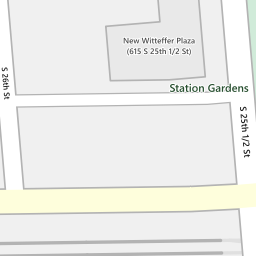 New Witteffer Plaza
(615 S 25th 1/2 St)
S 26th St
Station Gardens
S 25th 1/2 St